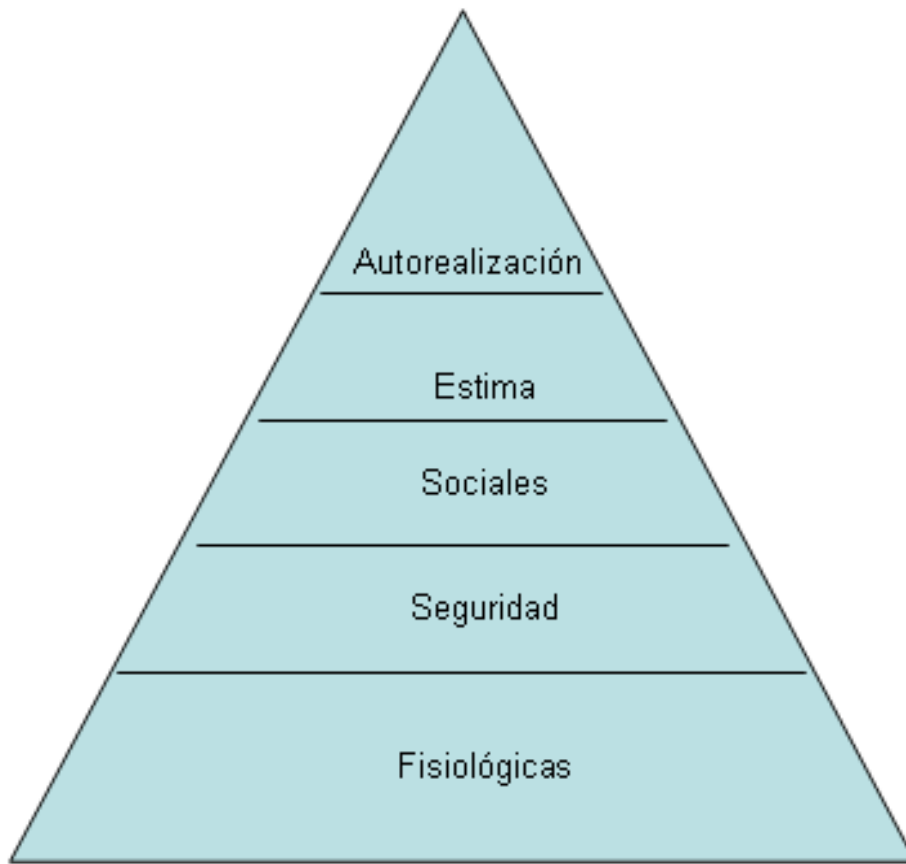 Autorealización
Estima
Sociales
Seguridad
Fisiológicas